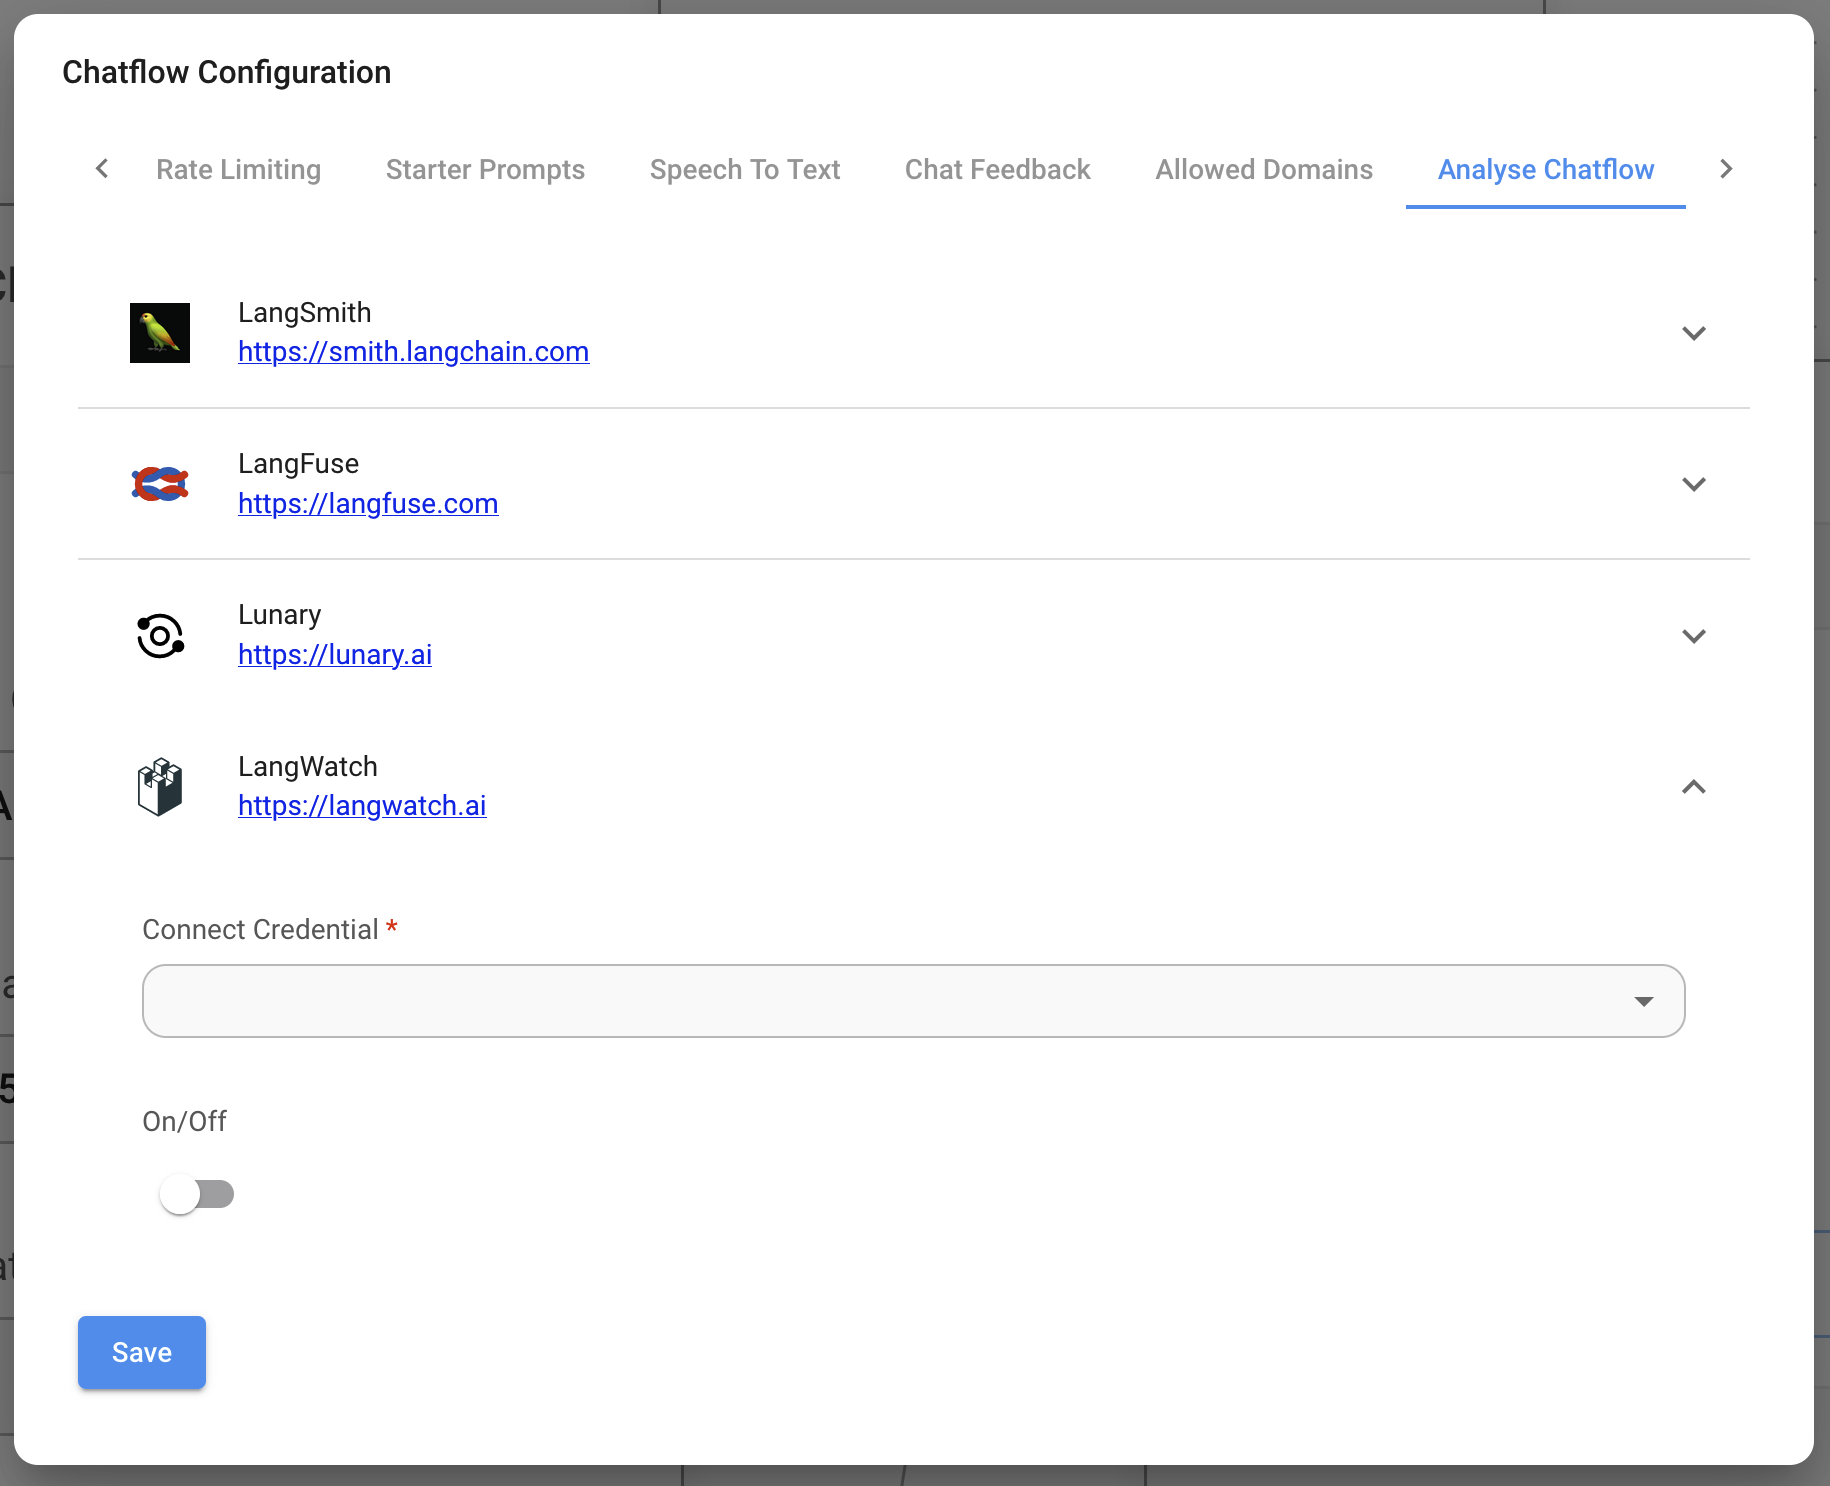 Chatflow Configuration
Rate Limiting Starter Prompts Speech To Text Chat Feedback Allowed Domains Analyse Chatflow
LangSmith
https://smith.langchain.com
LangFuse
https://langfuse.com
Lunary
https://lunary.ai
LangWatch
https://langwatch.ai
Connect Credential *
On/Off
Save